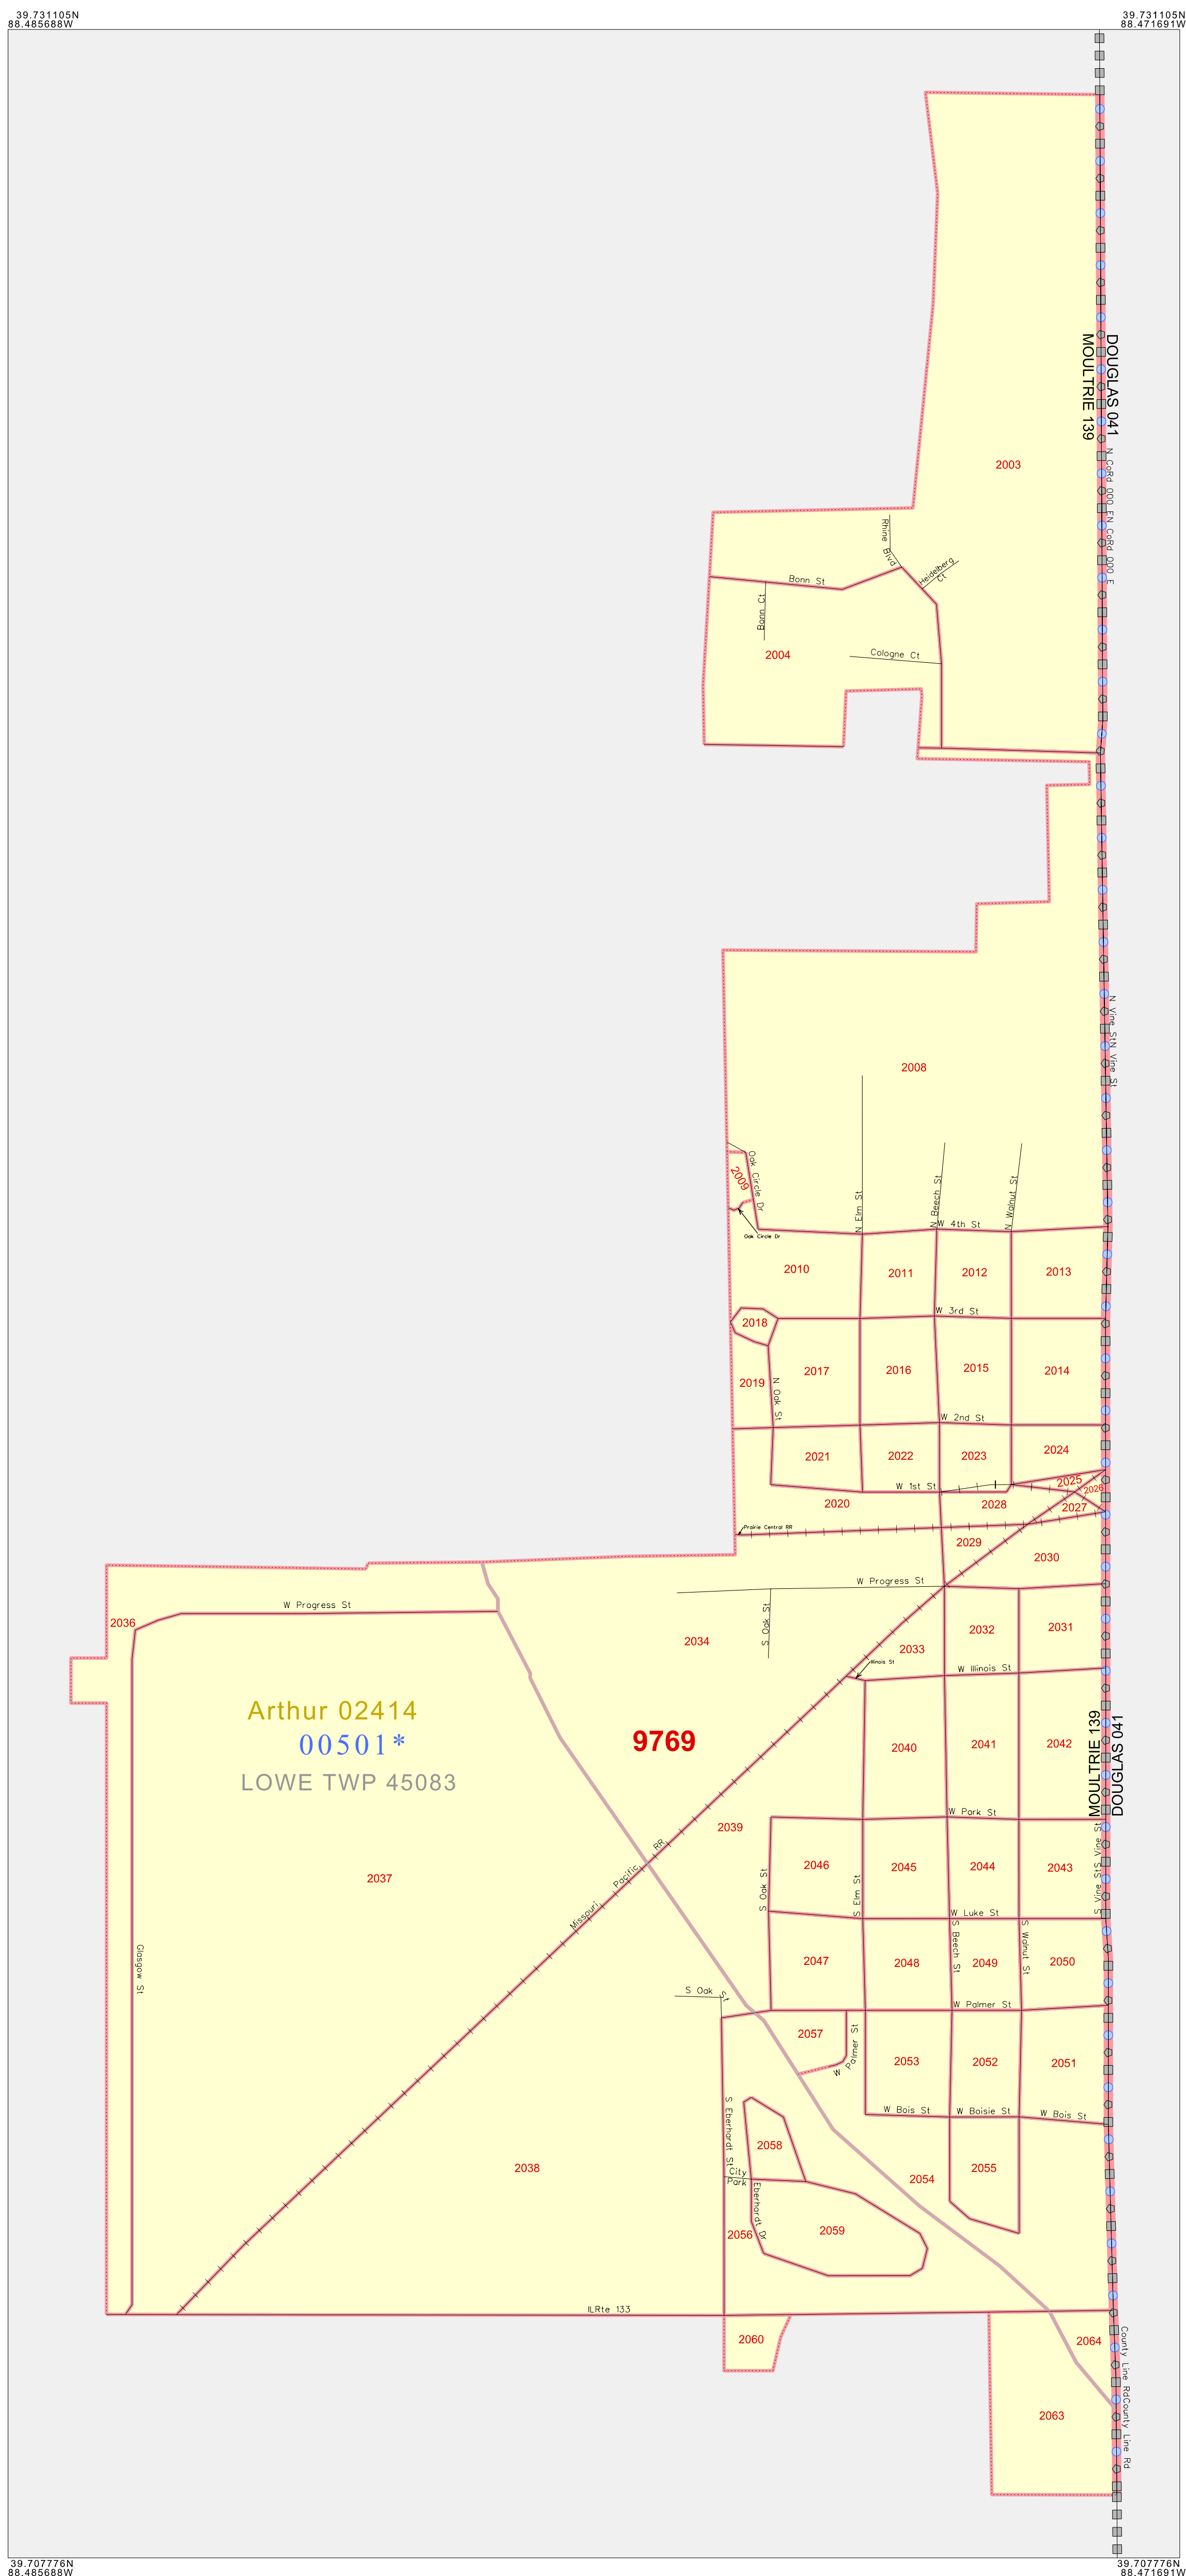 39.731105N
88.485688W
39.731105N
88.471691W
DOUGLAS 041
MOULTRIE 139
2003
N CoRd 000 E
N CoRd 000 E
Rhine Blvd
Heidelberg Ct
Bonn St
Bonn Ct
2004
Cologne Ct
N Vine St
N Vine St
2008
Oak Circle Dr
2009
N Elm St
N Beech St
N Walnut St
W 4th St
Oak Circle Dr
2010
2011
2012
2013
W 3rd St
2018
2017
2016
2015
2014
2019
N Oak St
W 2nd St
2021
2022
2023
2024
W 1st St
2025
2026
2020
2028
2027
Prairie Central RR
2029
2030
W Progress St
W Progress St
2036
S Oak St
2034
2033
2032
2031
Illinois St
W Illinois St
Arthur 02414
00501*
LOWE TWP 45083
9769
MOULTRIE 139
DOUGLAS 041
2040
2041
2042
W Park St
2039
S Vine St
S Vine St
Missouri Pacific RR
2037
2046
2045
2044
2043
S Oak St
S Elm St
W Luke St
S Beech St
S Walnut St
Glasgow St
2047
2048
2049
2050
S Oak St
W Palmer St
2057
W Palmer St
2053
2052
2051
W Bois St
W Boisie St
W Bois St
S Eberhardt St
2058
2038
City Park
2054
2055
Eberhardt Dr
2056
2059
ILRte 133
2060
2064
County Line Rd
County Line Rd
2063
39.707776N
88.485688W
39.707776N
88.471691W